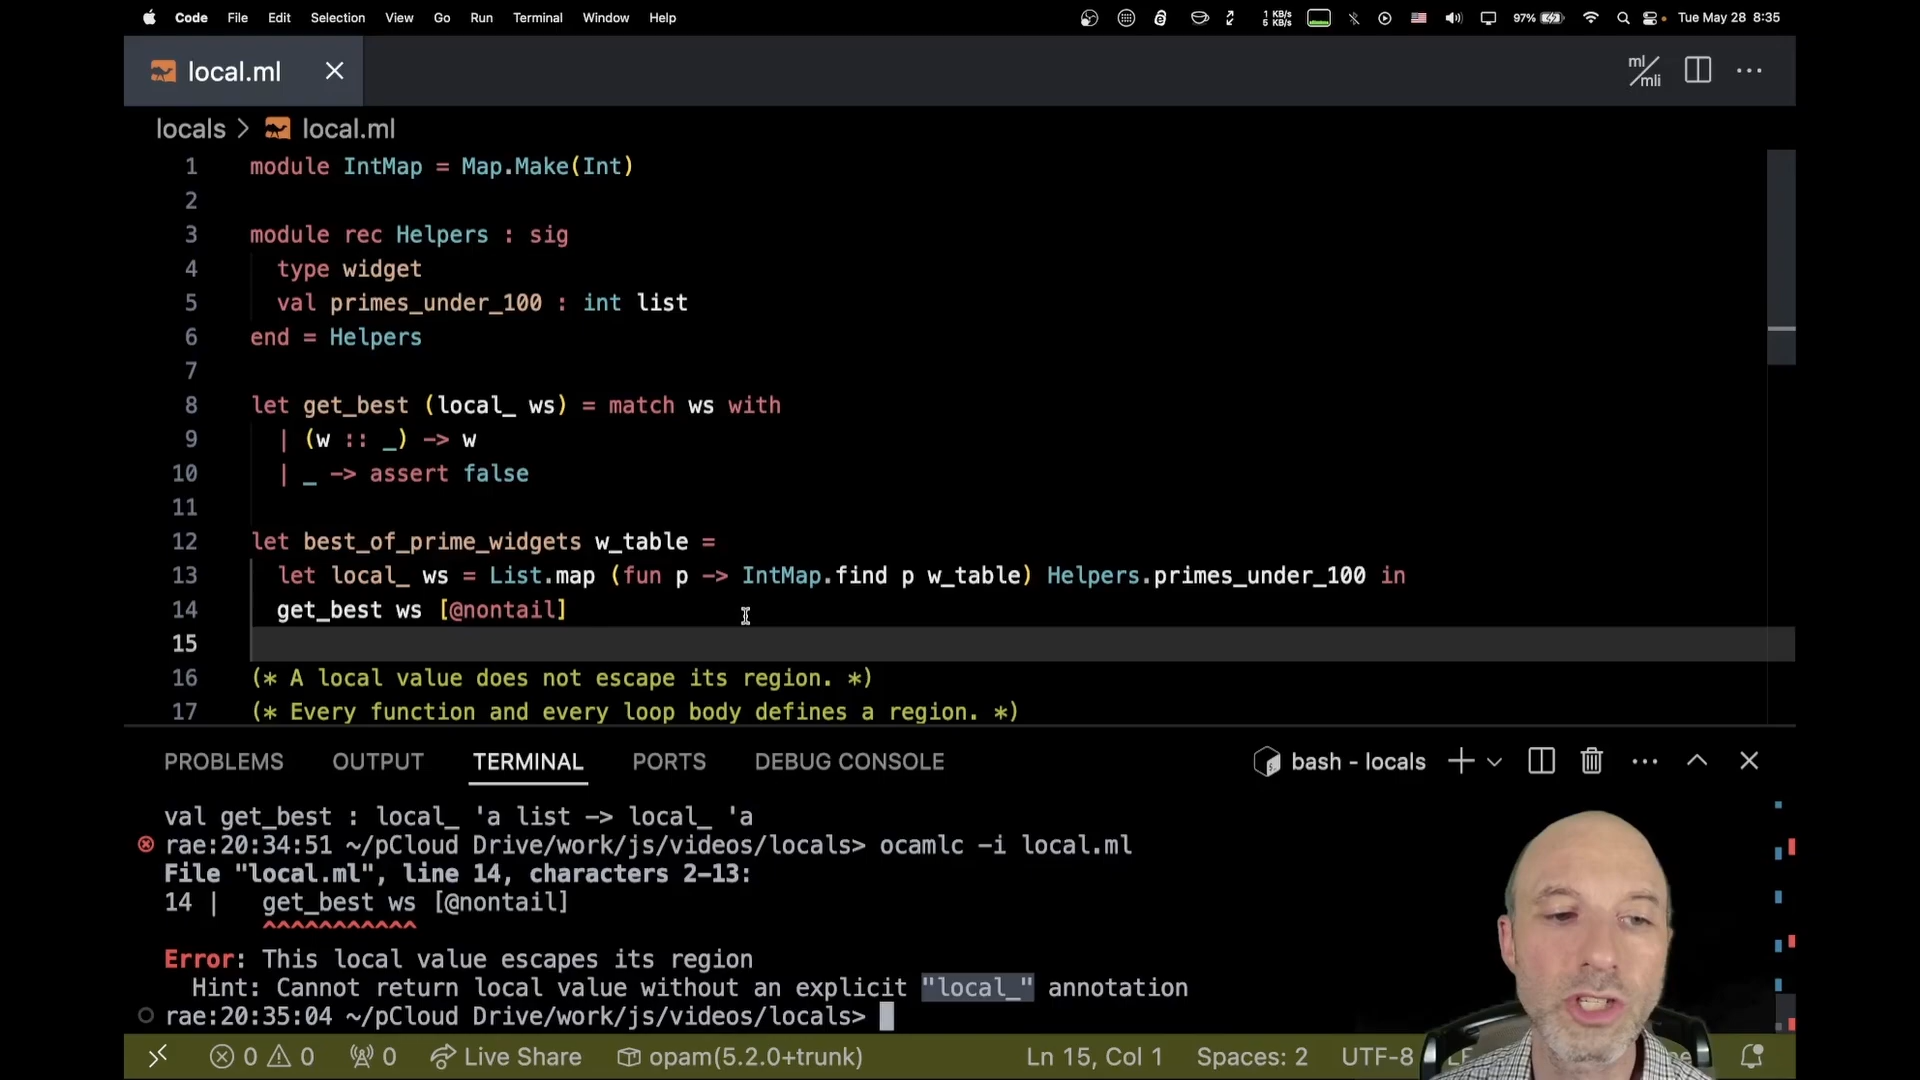 Code File Edit Selection View Go Run Terminal Window Help 1 KB/s 5 KB/s 97% Tue May 28 8:35
local.ml ml/mli
locals > local.ml
1 module IntMap = Map.Make(Int)
2
3 module rec Helpers : sig
4 type widget
5 val primes_under_100 : int list
6 end = Helpers
7
8 let get_best (local_ ws) = match ws with
9 | (w :: _) -> w
10 | _ -> assert false
11
12 let best_of_prime_widgets w_table =
13 let local_ ws = List.map (fun p -> IntMap.find p w_table) Helpers.primes_under_100 in
14 get_best ws [@nontail]
15
16 (* A local value does not escape its region. *)
17 (* Every function and every loop body defines a region. *)
PROBLEMS OUTPUT TERMINAL PORTS DEBUG CONSOLE bash - locals
val get_best : local_ 'a list -> local_ 'a
rae:20:34:51 ~/pCloud Drive/work/js/videos/locals> ocamlc -i local.ml
File "local.ml", line 14, characters 2-13:
14 | get_best ws [@nontail]
^^^^^^^^^^^
Error: This local value escapes its region
Hint: Cannot return local value without an explicit "local_" annotation
rae:20:35:04 ~/pCloud Drive/work/js/videos/locals>
0 0 0 Live Share opam(5.2.0+trunk) Ln 15, Col 1 Spaces: 2 UTF-8